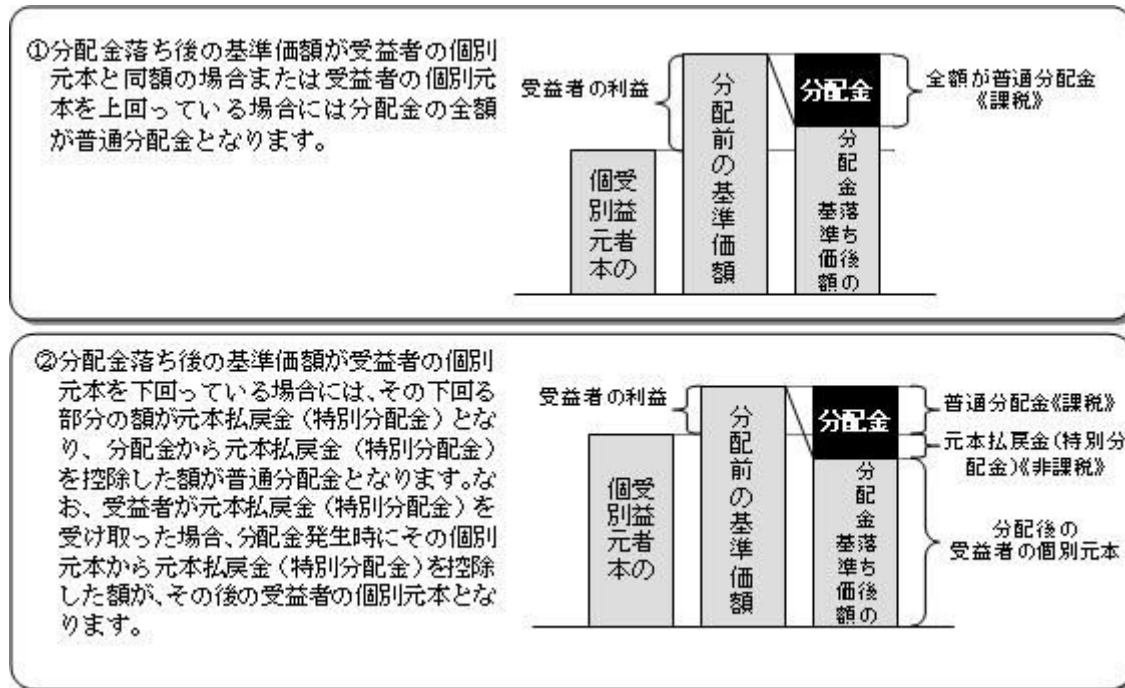 ①分配金落ち後の基準価額が受益者の個別
元本と同額の場合または受益者の個別元
本を上回っている場合には分配金の全額
が普通分配金となります。
受益者の利益
個別元本
受益者の
分配前の基準価額
分配金
基準価額
分配金落ち後の
全額が普通分配金
《課税》
②分配金落ち後の基準価額が受益者の個別
元本を下回っている場合には、その下回る
部分の額が元本払戻金（特別分配金）とな
り、分配金から元本払戻金（特別分配金）
を控除した額が普通分配金となります。な
お、受益者が元本払戻金（特別分配金）を
受け取った場合、分配金発生時にその個別
元本から元本払戻金（特別分配金）を控除
した額が、その後の受益者の個別元本とな
ります。
受益者の利益
受益者の
個別元本
分配前の基準価額
分配金
分配金落ち後の
基準価額
普通分配金《課税》
元本払戻金（特別分
配金）《非課税》
分配後の
受益者の個別元本